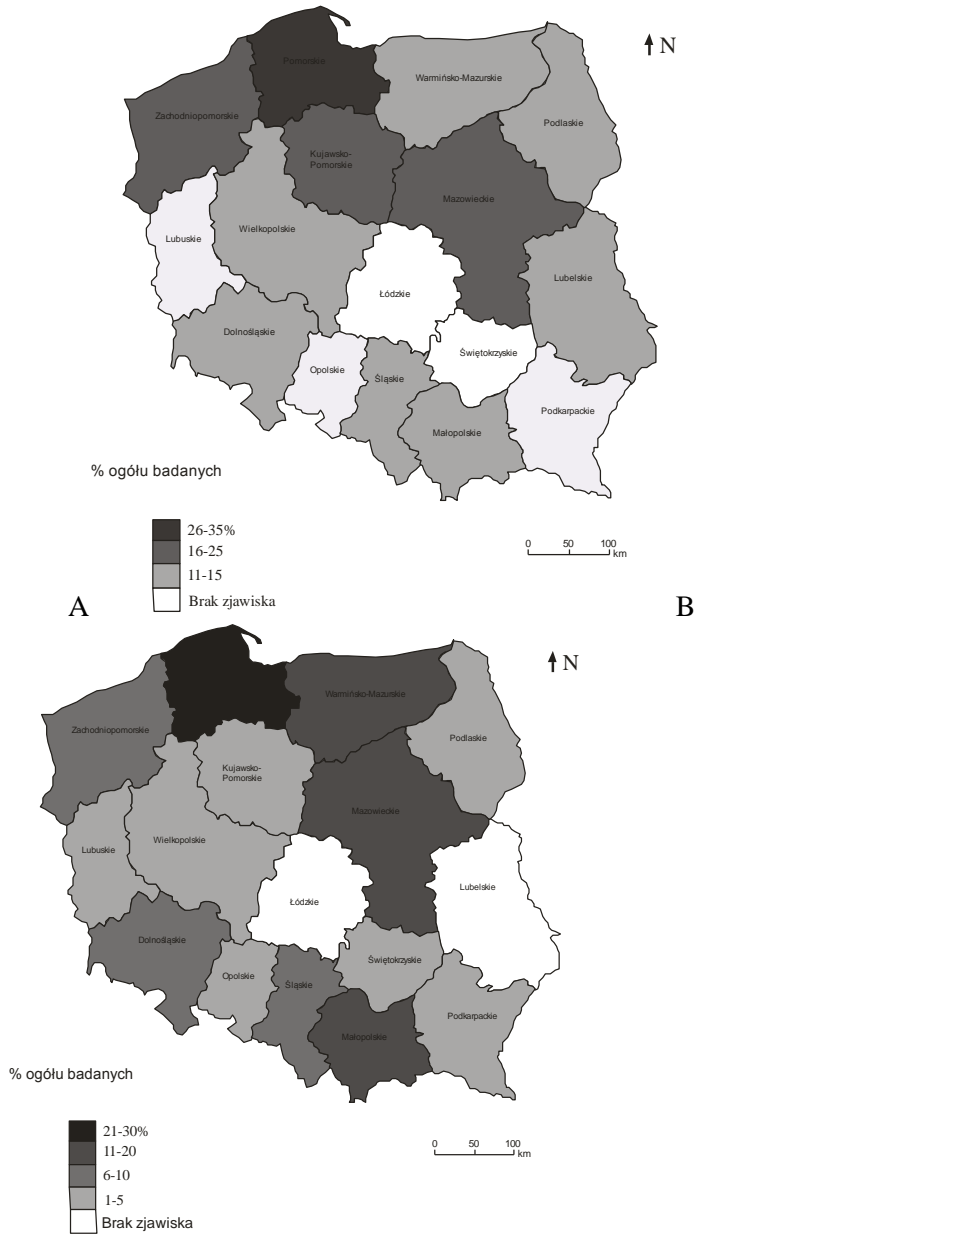 Pomorskie
N
Warmińsko-Mazurskie
Zachodniopomorskie
Podlaskie
Kujawsko-
Pomorskie
Mazowieckie
Wielkopolskie
Lubuskie
Lubelskie
Łódzkie
Dolnośląskie
Świętokrzyskie
Opolskie
Śląskie
Podkarpackie
Małopolskie
% ogółu badanych
26-35%
16-25
11-15
Brak zjawiska
0 50 100
km
A
B
N
Warmińsko-Mazurskie
Zachodniopomorskie
Podlaskie
Kujawsko-
Pomorskie
Mazowieckie
Wielkopolskie
Lubuskie
Lubelskie
Łódzkie
Dolnośląskie
Świętokrzyskie
Opolskie
Śląskie
Podkarpackie
Małopolskie
% ogółu badanych
21-30%
11-20
6-10
1-5
Brak zjawiska
0 50 100
km